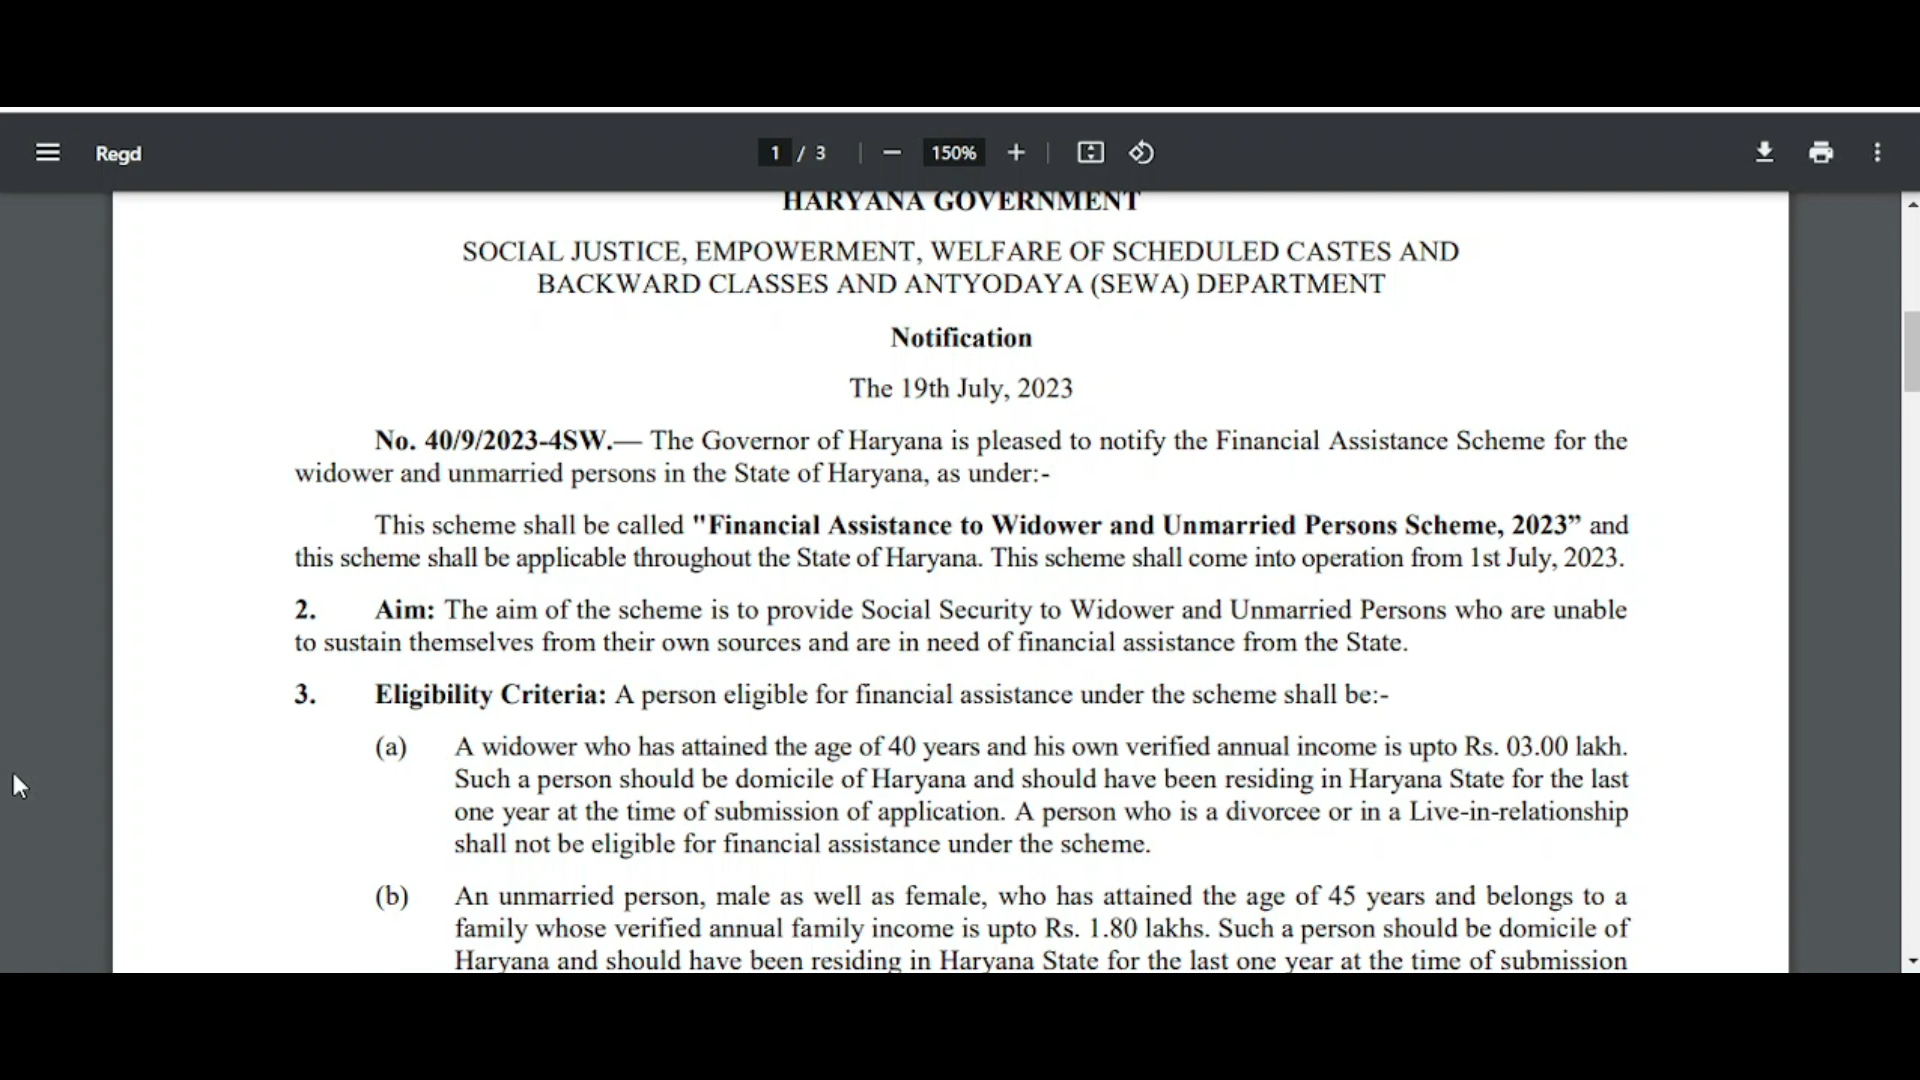 Regd
1 / 3
150%
HARYANA GOVERNMENT
SOCIAL JUSTICE, EMPOWERMENT, WELFARE OF SCHEDULED CASTES AND
BACKWARD CLASSES AND ANTYODAYA (SEWA) DEPARTMENT
Notification
The 19th July, 2023
No. 40/9/2023-4SW.— The Governor of Haryana is pleased to notify the Financial Assistance Scheme for the
widower and unmarried persons in the State of Haryana, as under:-
This scheme shall be called "Financial Assistance to Widower and Unmarried Persons Scheme, 2023” and
this scheme shall be applicable throughout the State of Haryana. This scheme shall come into operation from 1st July, 2023.
2. Aim: The aim of the scheme is to provide Social Security to Widower and Unmarried Persons who are unable
to sustain themselves from their own sources and are in need of financial assistance from the State.
3. Eligibility Criteria: A person eligible for financial assistance under the scheme shall be:-
(a) A widower who has attained the age of 40 years and his own verified annual income is upto Rs. 03.00 lakh.
Such a person should be domicile of Haryana and should have been residing in Haryana State for the last
one year at the time of submission of application. A person who is a divorcee or in a Live-in-relationship
shall not be eligible for financial assistance under the scheme.
(b) An unmarried person, male as well as female, who has attained the age of 45 years and belongs to a
family whose verified annual family income is upto Rs. 1.80 lakhs. Such a person should be domicile of
Haryana and should have been residing in Haryana State for the last one year at the time of submission